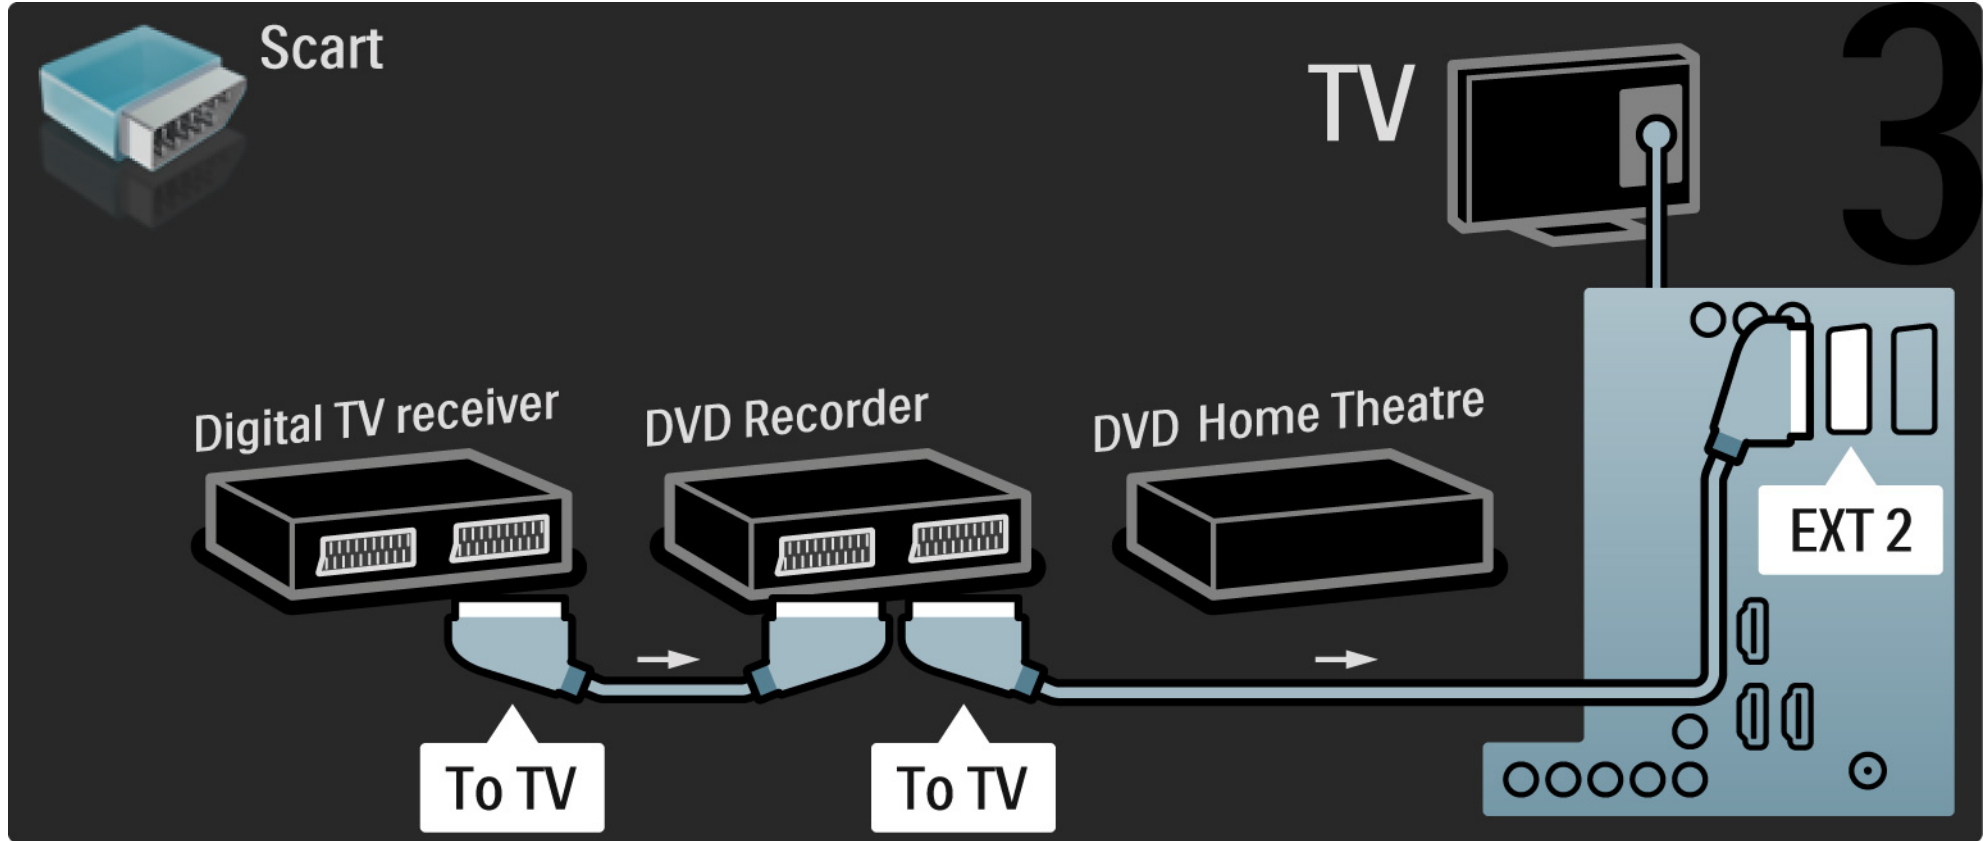 Scart
TV
3
Digital TV receiver
DVD Recorder
DVD Home Theatre
EXT 2
To TV
To TV